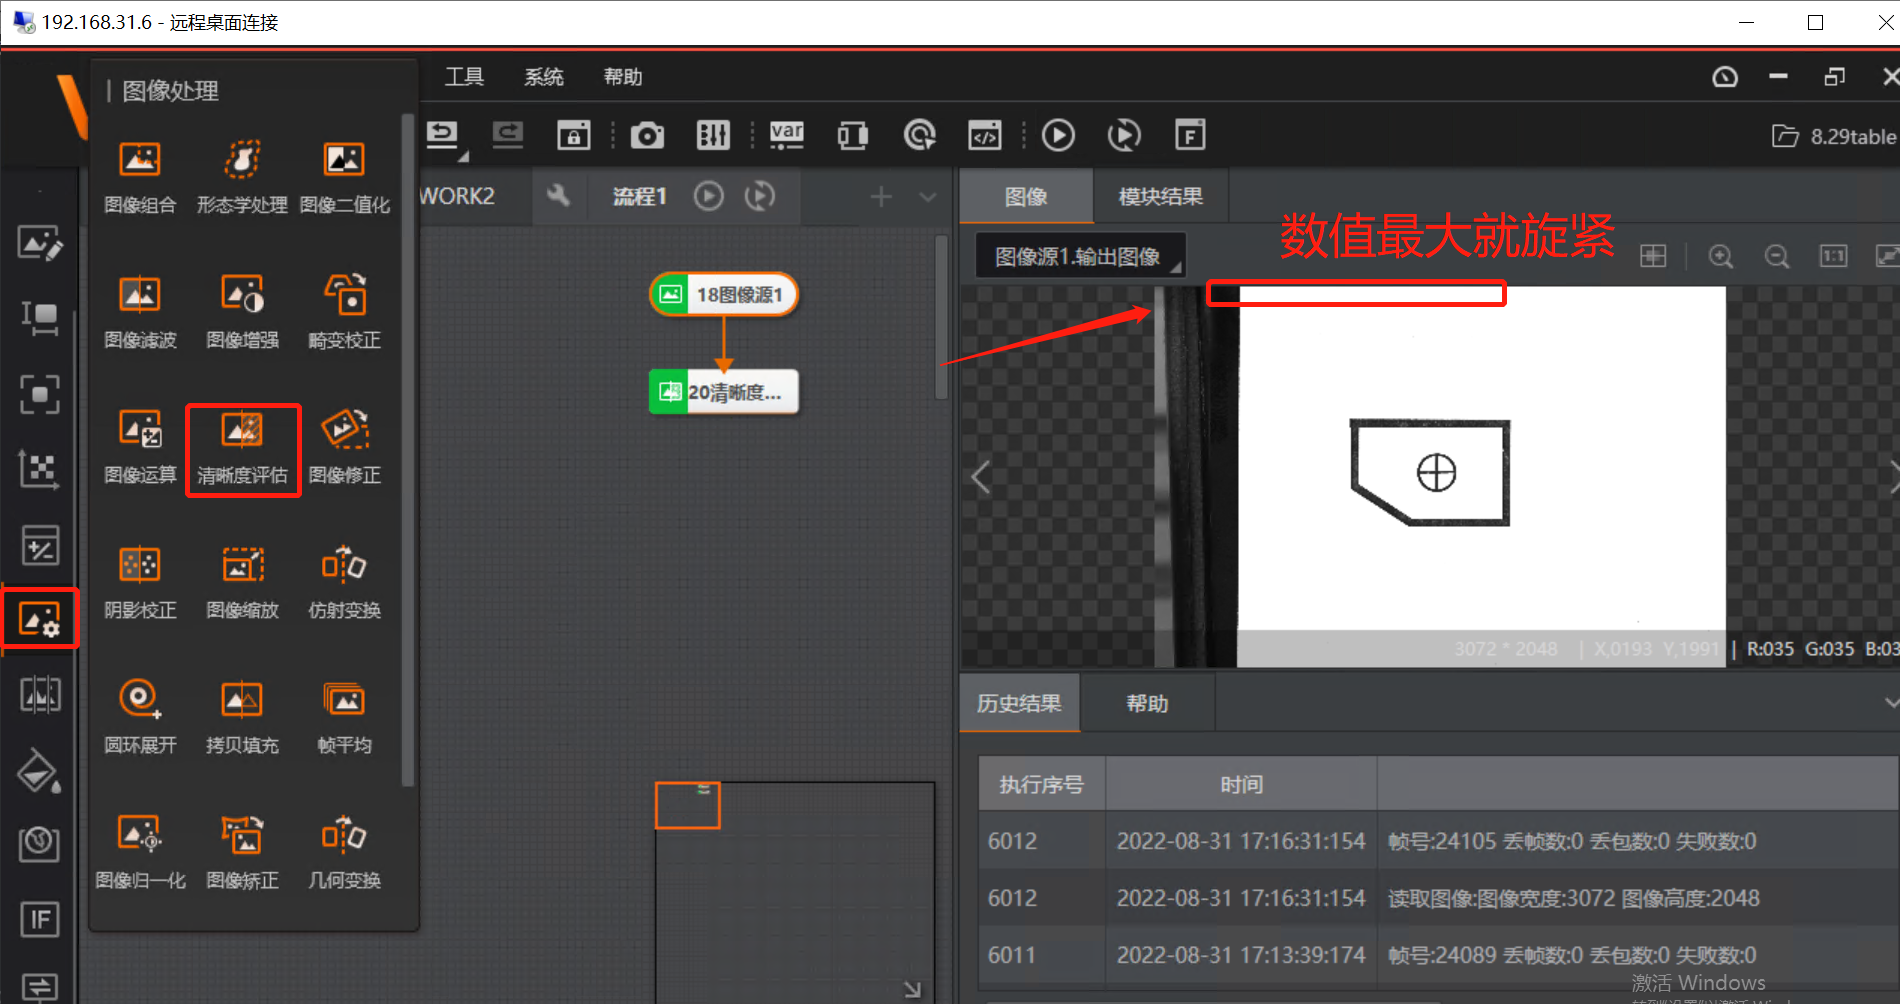 192.168.31.6 - 远程桌面连接
工具 系统 帮助
图像处理
8.29table
图像组合 形态学处理 图像二值化
图像滤波 图像增强 畸变校正
图像运算 清晰度评估 图像修正
阴影校正 图像缩放 仿射变换
圆环展开 拷贝填充 帧平均
图像归一化 图像矫正 几何变换
IF
var
F
WORK2 流程1
18图像源1
20清晰度...
图像 模块结果
图像源1.输出图像
数值最大就旋紧
1:1
3072 * 2048 | X,0193 Y,1991 | R:035 G:035 B:03
历史结果 帮助
执行序号 时间
6012 2022-08-31 17:16:31:154 帧号:24105 丢帧数:0 丢包数:0 失败数:0
6012 2022-08-31 17:16:31:154 读取图像:图像宽度:3072 图像高度:2048
6011 2022-08-31 17:13:39:174 帧号:24089 丢帧数:0 丢包数:0 失败数:0
激活 Windows